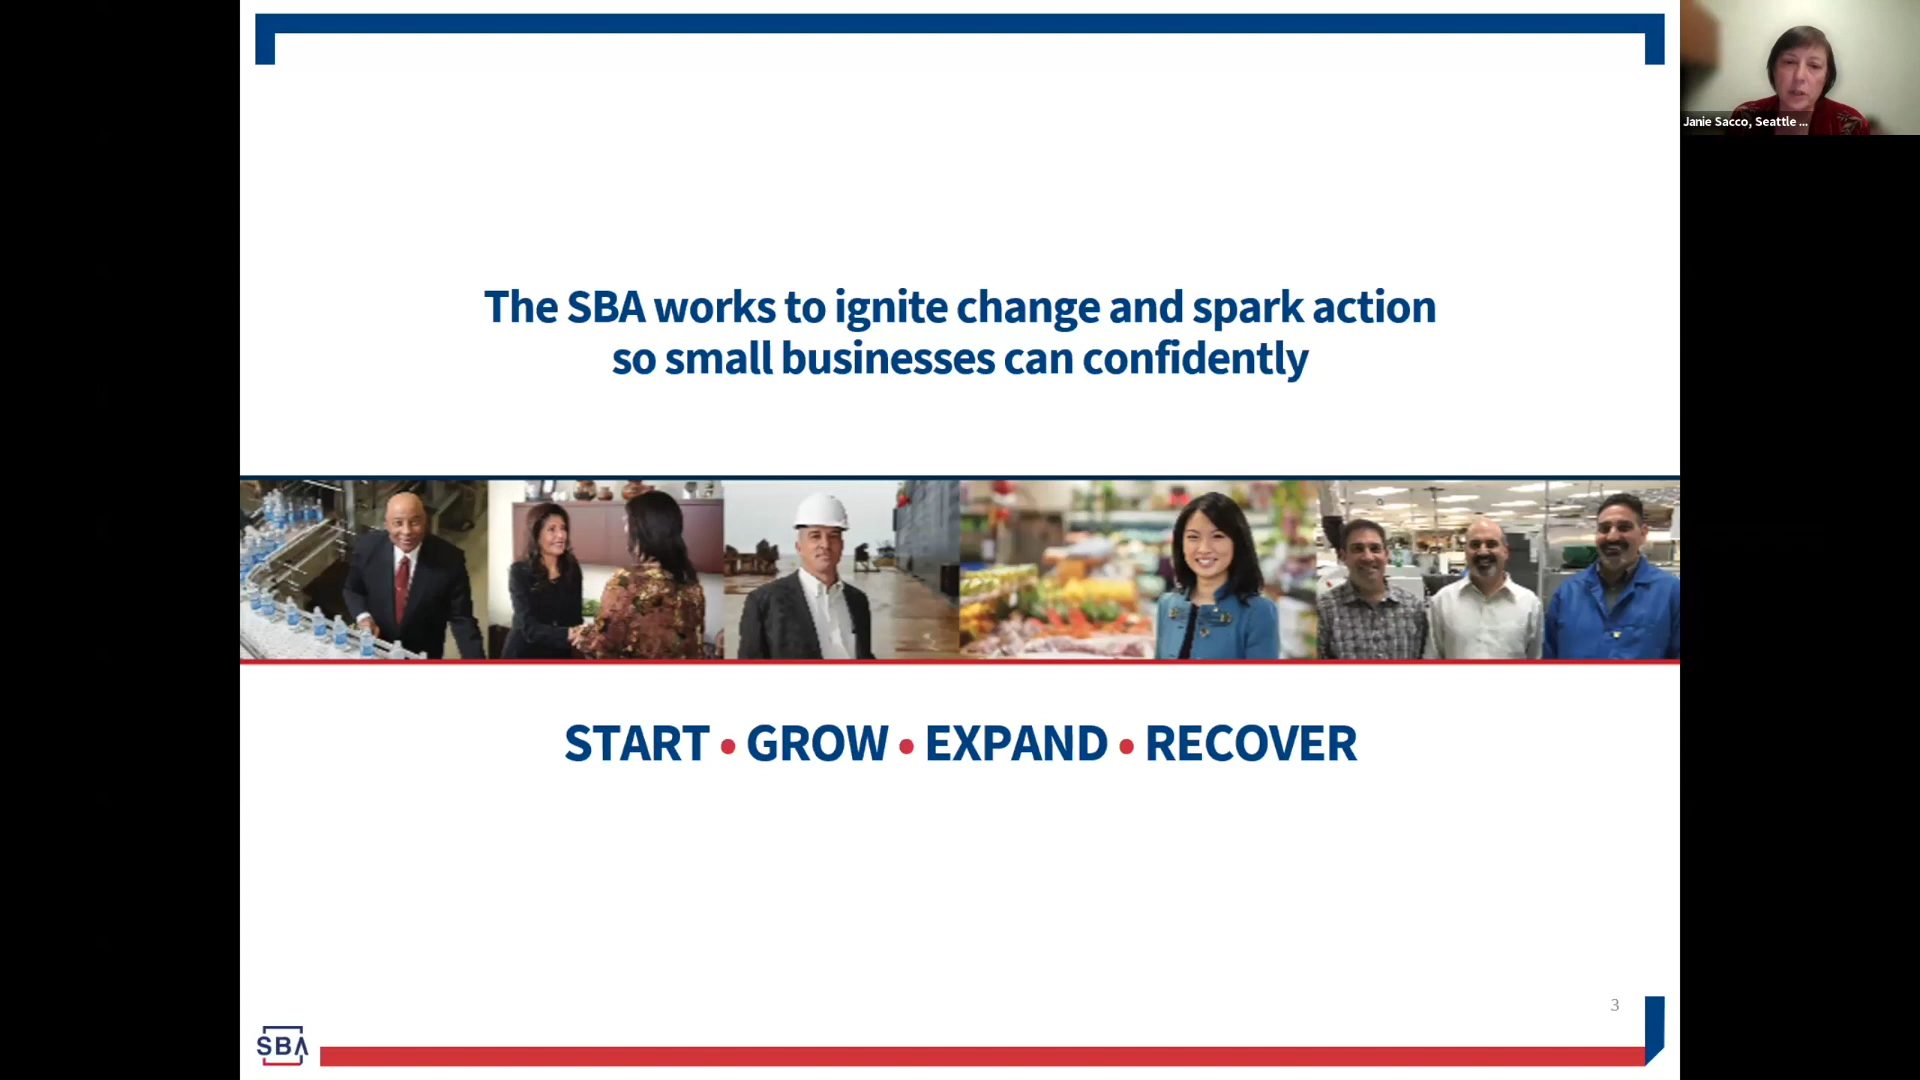 Janie Sacco, Seattle ...
The SBA works to ignite change and spark action
so small businesses can confidently
START • GROW • EXPAND • RECOVER
3
SBA